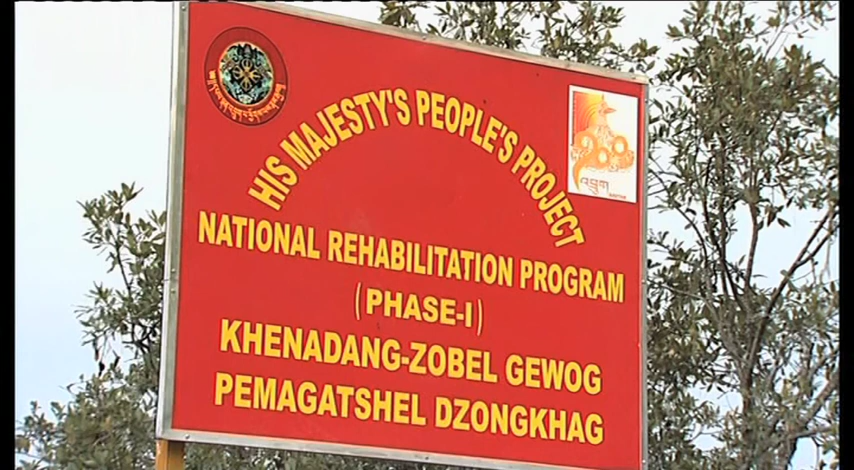 HIS MAJESTY'S PEOPLE'S PROJECT
NATIONAL REHABILITATION PROGRAM
(PHASE-I)
KHENADANG-ZOBEL GEWOG
PEMAGATSHEL DZONGKHAG